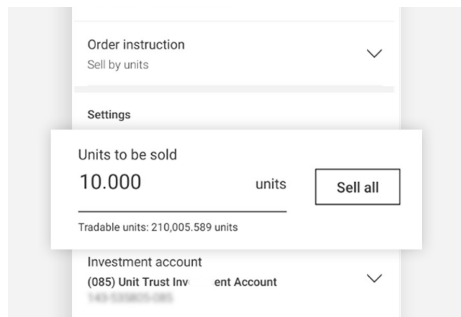 Order instruction
Sell by units
Settings
Units to be sold
10.000 units
Sell all
Tradable units: 210,005.589 units
Investment account
(085) Unit Trust Inv ent Account